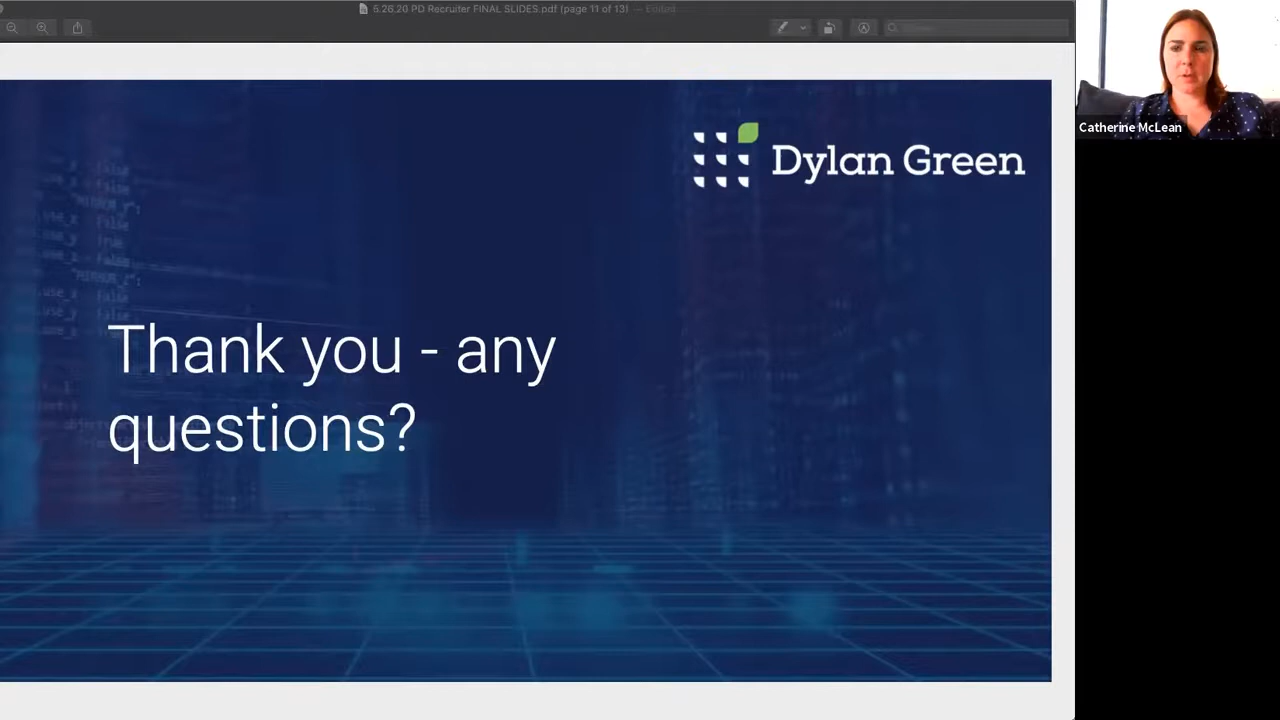 5.26.20 PD Recruiter FINAL SLIDES.pdf (page 11 of 13) — Edited
Catherine McLean
Dylan Green
Thank you - any
questions?